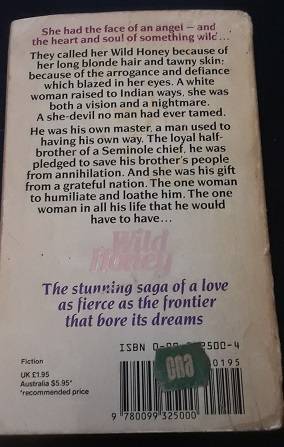 She had the face of an angel – and
the heart and soul of something wild...
They called her Wild Honey because of
her long blonde hair and tawny skin;
because of the arrogance and defiance
which blazed in her eyes. A white
woman raised to Indian ways, she was
both a vision and a nightmare.
A she-devil no man had ever tamed.
He was his own master, a man used to
having his own way. The loyal half-
brother of a Seminole chief, he was
pledged to save his brother's people
from annihilation. And she was his gift
from a grateful nation. The one woman
to humiliate and loathe him. The one
woman in all his life that he would
have to have...
Wild
Honey
The stunning saga of a love
as fierce as the frontier
that bore its dreams
ISBN 0-09- 2500-4
Fiction
UK £1.95
Australia $5.95*
*recommended price
cna
00195
9 780099 325000